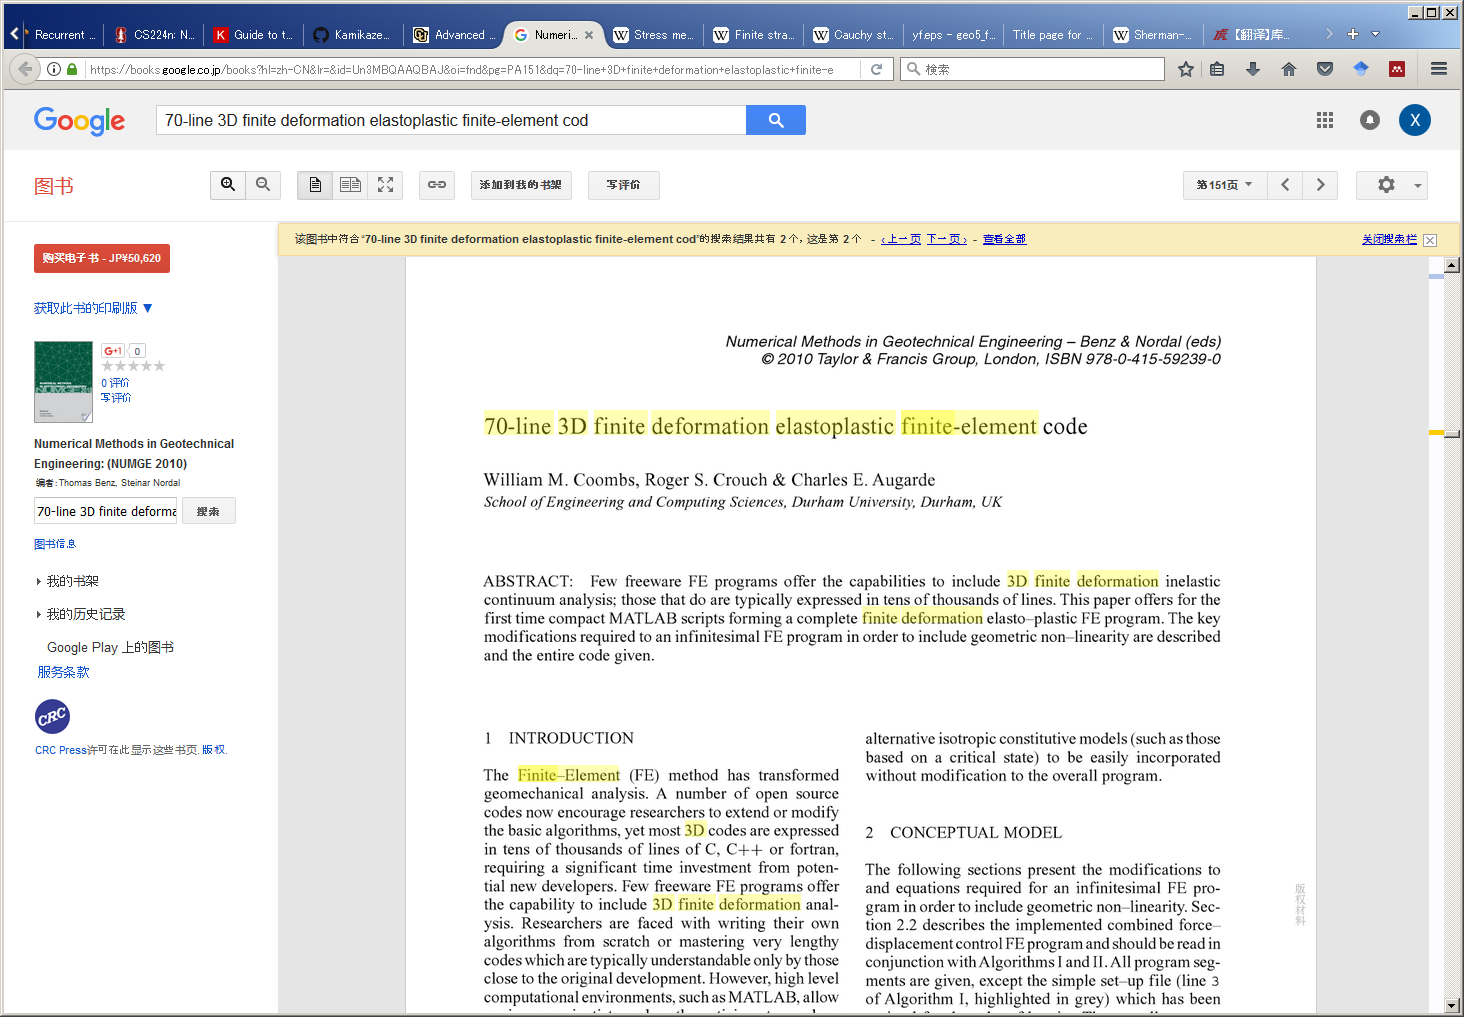 Recurrent ...
CS224n: N...
Guide to t...
Kamikaze...
Advanced ...
Numeri...
Stress me...
Finite stra...
Cauchy st...
yf.eps - geo5_f...
Title page for ...
Sherman-...
【翻译】库...
https://books.google.co.jp/books?hl=zh-CN&lr=&id=Un3MBQAAQBAJ&oi=fnd&pg=PA151&dq=70-line+3D+finite+deformation+elastoplastic+finite-e
検索
Google
70-line 3D finite deformation elastoplastic finite-element cod
X
图书
添加到我的书架
写评价
第151页
该图书中符合"70-line 3D finite deformation elastoplastic finite-element cod"的搜索结果共有 2 个，这是第 2 个 - ‹上一页 下一页› - 查看全部
关闭搜索栏
购买电子书 - JP¥50,620
获取此书的印刷版 ▼
G+1 0
0 评价
写评价
Numerical Methods in Geotechnical
Engineering: (NUMGE 2010)
编者：Thomas Benz, Steinar Nordal
70-line 3D finite deforma
搜索
图书信息
我的书架
我的历史记录
Google Play 上的图书
服务条款
CRC
CRC Press许可在此显示这些书页. 版权.
Numerical Methods in Geotechnical Engineering – Benz & Nordal (eds)
© 2010 Taylor & Francis Group, London, ISBN 978-0-415-59239-0
70-line 3D finite deformation elastoplastic finite-element code
William M. Coombs, Roger S. Crouch & Charles E. Augarde
School of Engineering and Computing Sciences, Durham University, Durham, UK
ABSTRACT: Few freeware FE programs offer the capabilities to include 3D finite deformation inelastic
continuum analysis; those that do are typically expressed in tens of thousands of lines. This paper offers for the
first time compact MATLAB scripts forming a complete finite deformation elasto–plastic FE program. The key
modifications required to an infinitesimal FE program in order to include geometric non–linearity are described
and the entire code given.
1 INTRODUCTION
The Finite–Element (FE) method has transformed
geomechanical analysis. A number of open source
codes now encourage researchers to extend or modify
the basic algorithms, yet most 3D codes are expressed
in tens of thousands of lines of C, C++ or fortran,
requiring a significant time investment from poten-
tial new developers. Few freeware FE programs offer
the capability to include 3D finite deformation anal-
ysis. Researchers are faced with writing their own
algorithms from scratch or mastering very lengthy
codes which are typically understandable only by those
close to the original development. However, high level
computational environments, such as MATLAB, allow
alternative isotropic constitutive models (such as those
based on a critical state) to be easily incorporated
without modification to the overall program.
2 CONCEPTUAL MODEL
The following sections present the modifications to
and equations required for an infinitesimal FE pro-
gram in order to include geometric non–linearity. Sec-
tion 2.2 describes the implemented combined force–
displacement control FE program and should be read in
conjunction with Algorithms I and II. All program seg-
ments are given, except the simple set–up file (line 3
of Algorithm I, highlighted in grey) which has been
版权材料